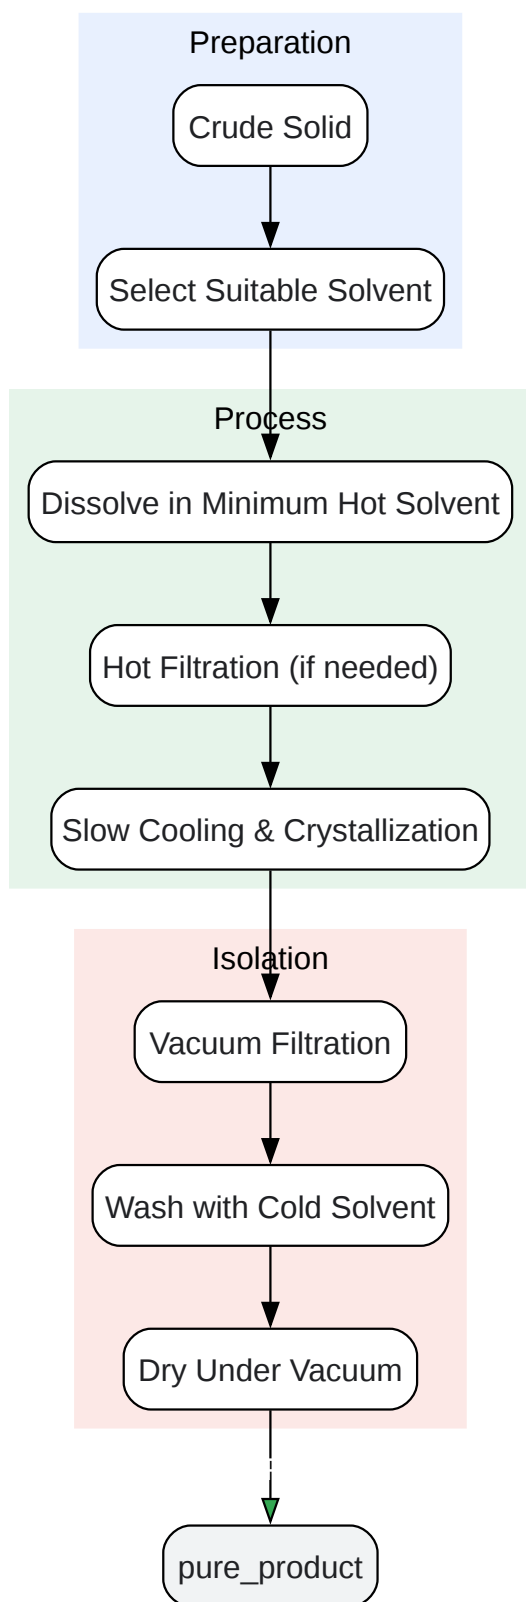 Preparation
Crude Solid
Select Suitable Solvent
Process
Dissolve in Minimum Hot Solvent
Hot Filtration (if needed)
Slow Cooling & Crystallization
Isolation
Vacuum Filtration
Wash with Cold Solvent
Dry Under Vacuum
pure_product